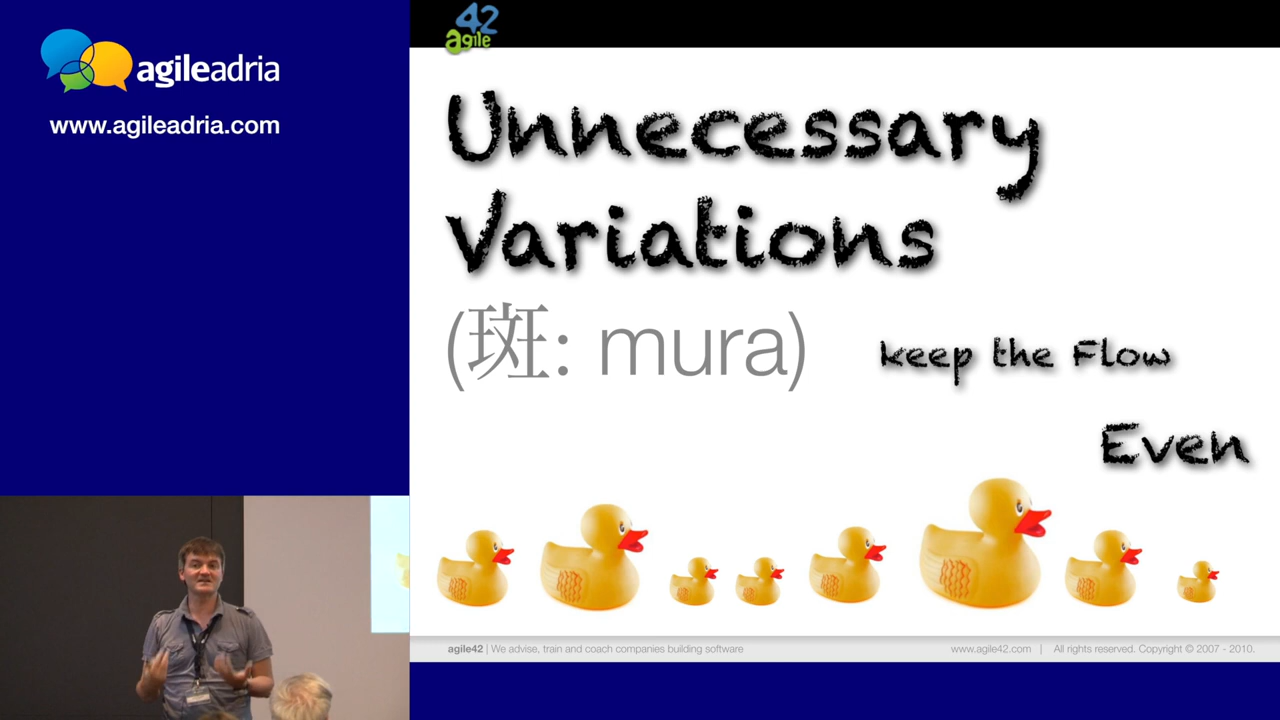 agileadria
www.agileadria.com
42
agile
Unnecessary
Variations
(斑: mura)
keep the Flow
Even
agile42 | We advise, train and coach companies building software
www.agile42.com | All rights reserved. Copyright © 2007 - 2010.